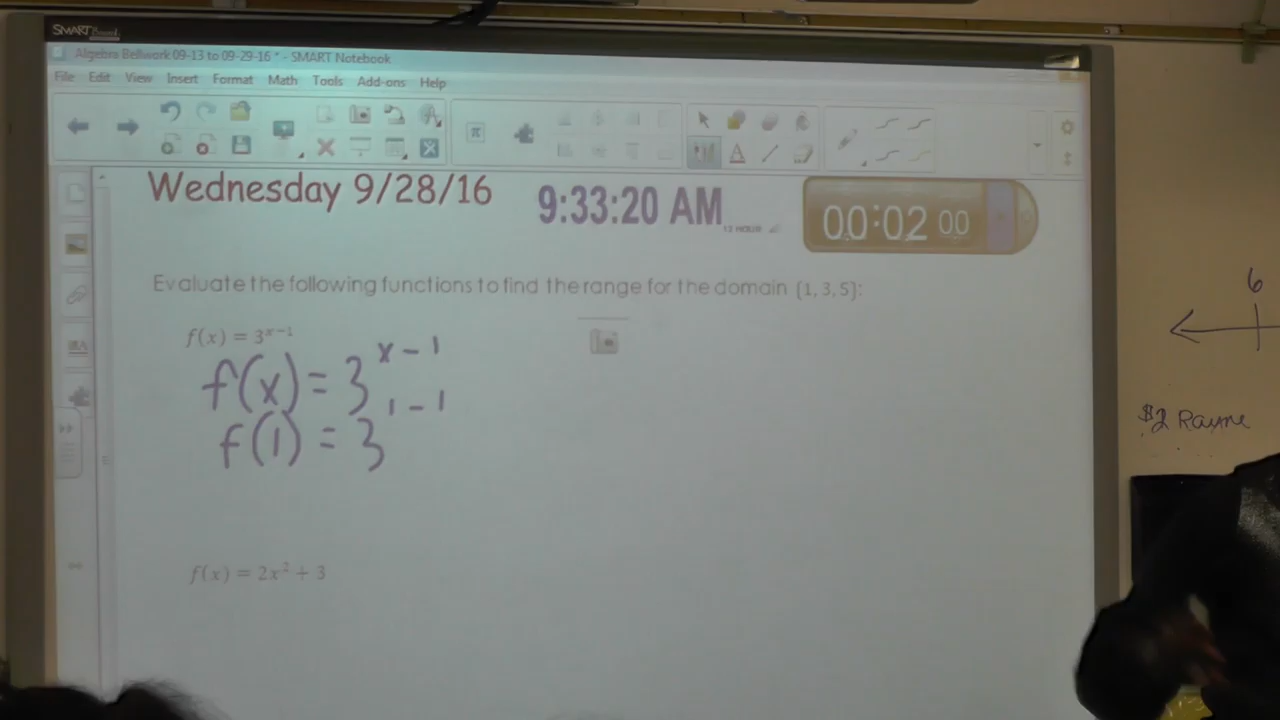 SMART Board
Algebra Bellwork 09-13 to 09-29-16 * - SMART Notebook
File Edit View Insert Format Math Tools Add-ons Help
Wednesday 9/28/16
9:33:20 AM
12 HOUR
00:02 00
Evaluate the following functions to find the range for the domain {1, 3, 5}:
f(x) = 3^{x-1}
f(x) = 3^{x-1}
f(1) = 3^{1-1}
f(x) = 2x² + 3
6
$2 Rayme